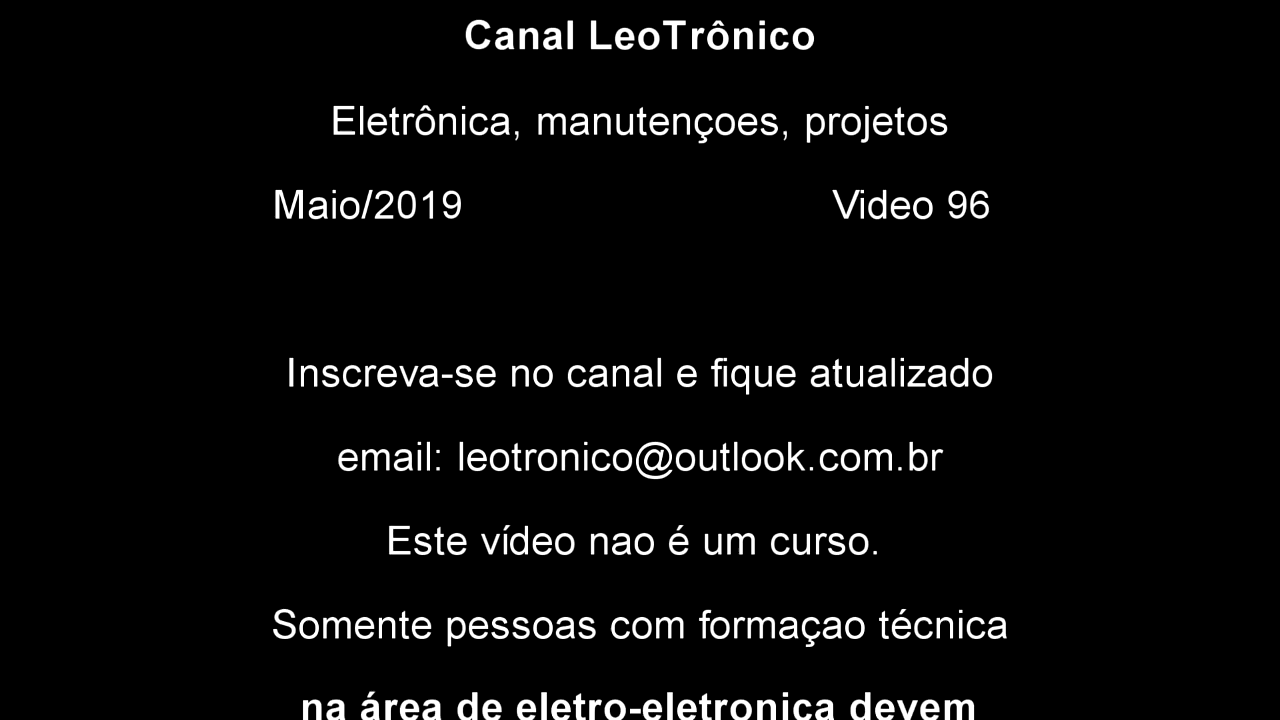 Canal LeoTrônico
Eletrônica, manutençoes, projetos
Maio/2019 Video 96
Inscreva-se no canal e fique atualizado
email: leotronico@outlook.com.br
Este vídeo nao é um curso.
Somente pessoas com formaçao técnica
na área de eletro-eletronica devem